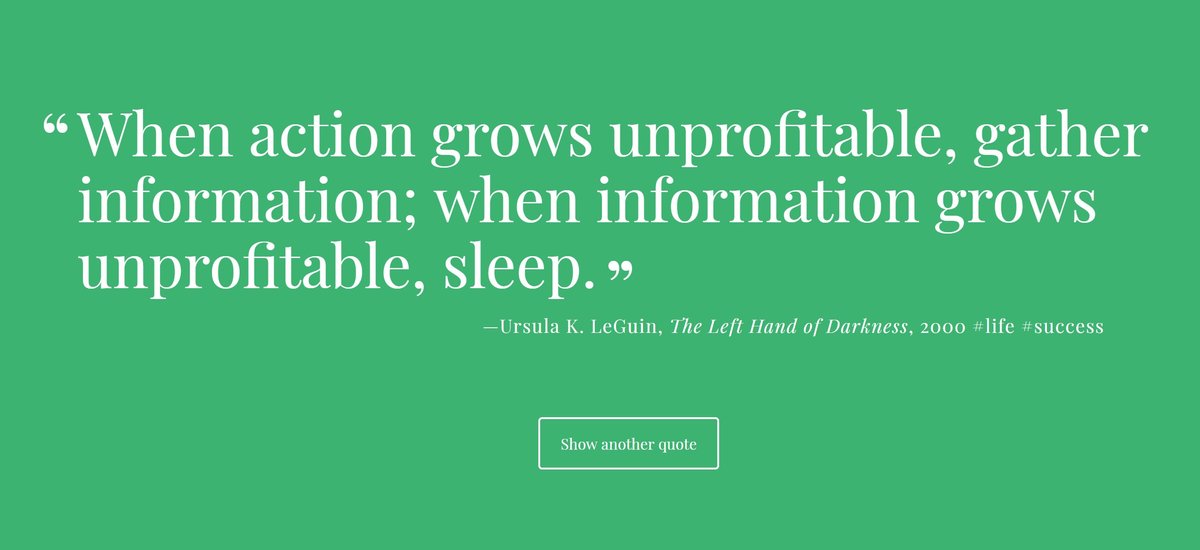 “When action grows unprofitable, gather
information; when information grows
unprofitable, sleep.”
—Ursula K. LeGuin, The Left Hand of Darkness, 2000 #life #success
Show another quote